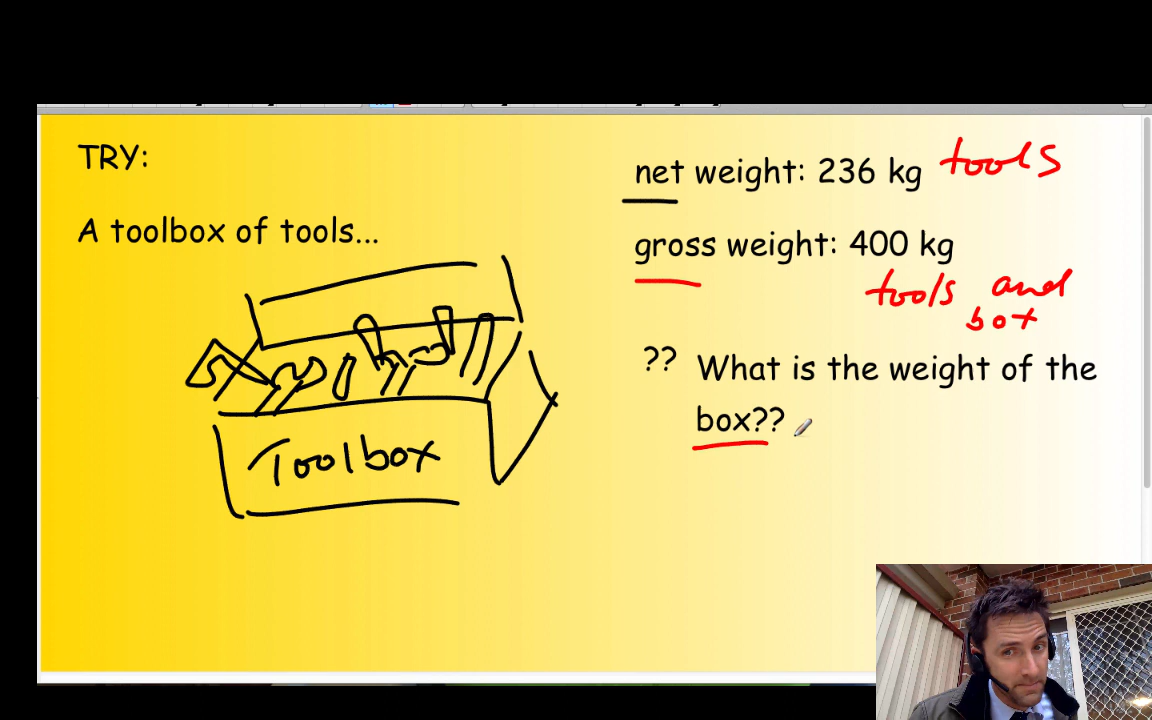 TRY:
A toolbox of tools...
Toolbox
net weight: 236 kg tools
gross weight: 400 kg
tools and
box
?? What is the weight of the
box??